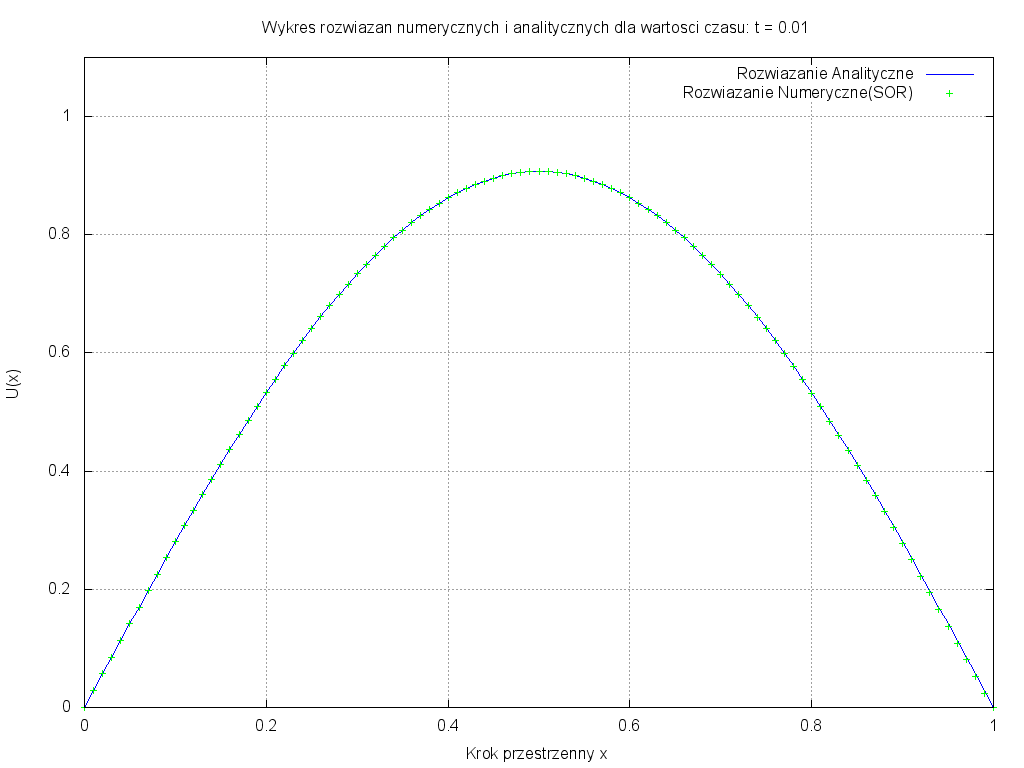 Wykres rozwiazan numerycznych i analitycznych dla wartosci czasu: t = 0.01
Rozwiazanie Analityczne
Rozwiazanie Numeryczne(SOR)
1
0.8
0.6
0.4
0.2
0
U(x)
0 0.2 0.4 0.6 0.8 1
Krok przestrzenny x